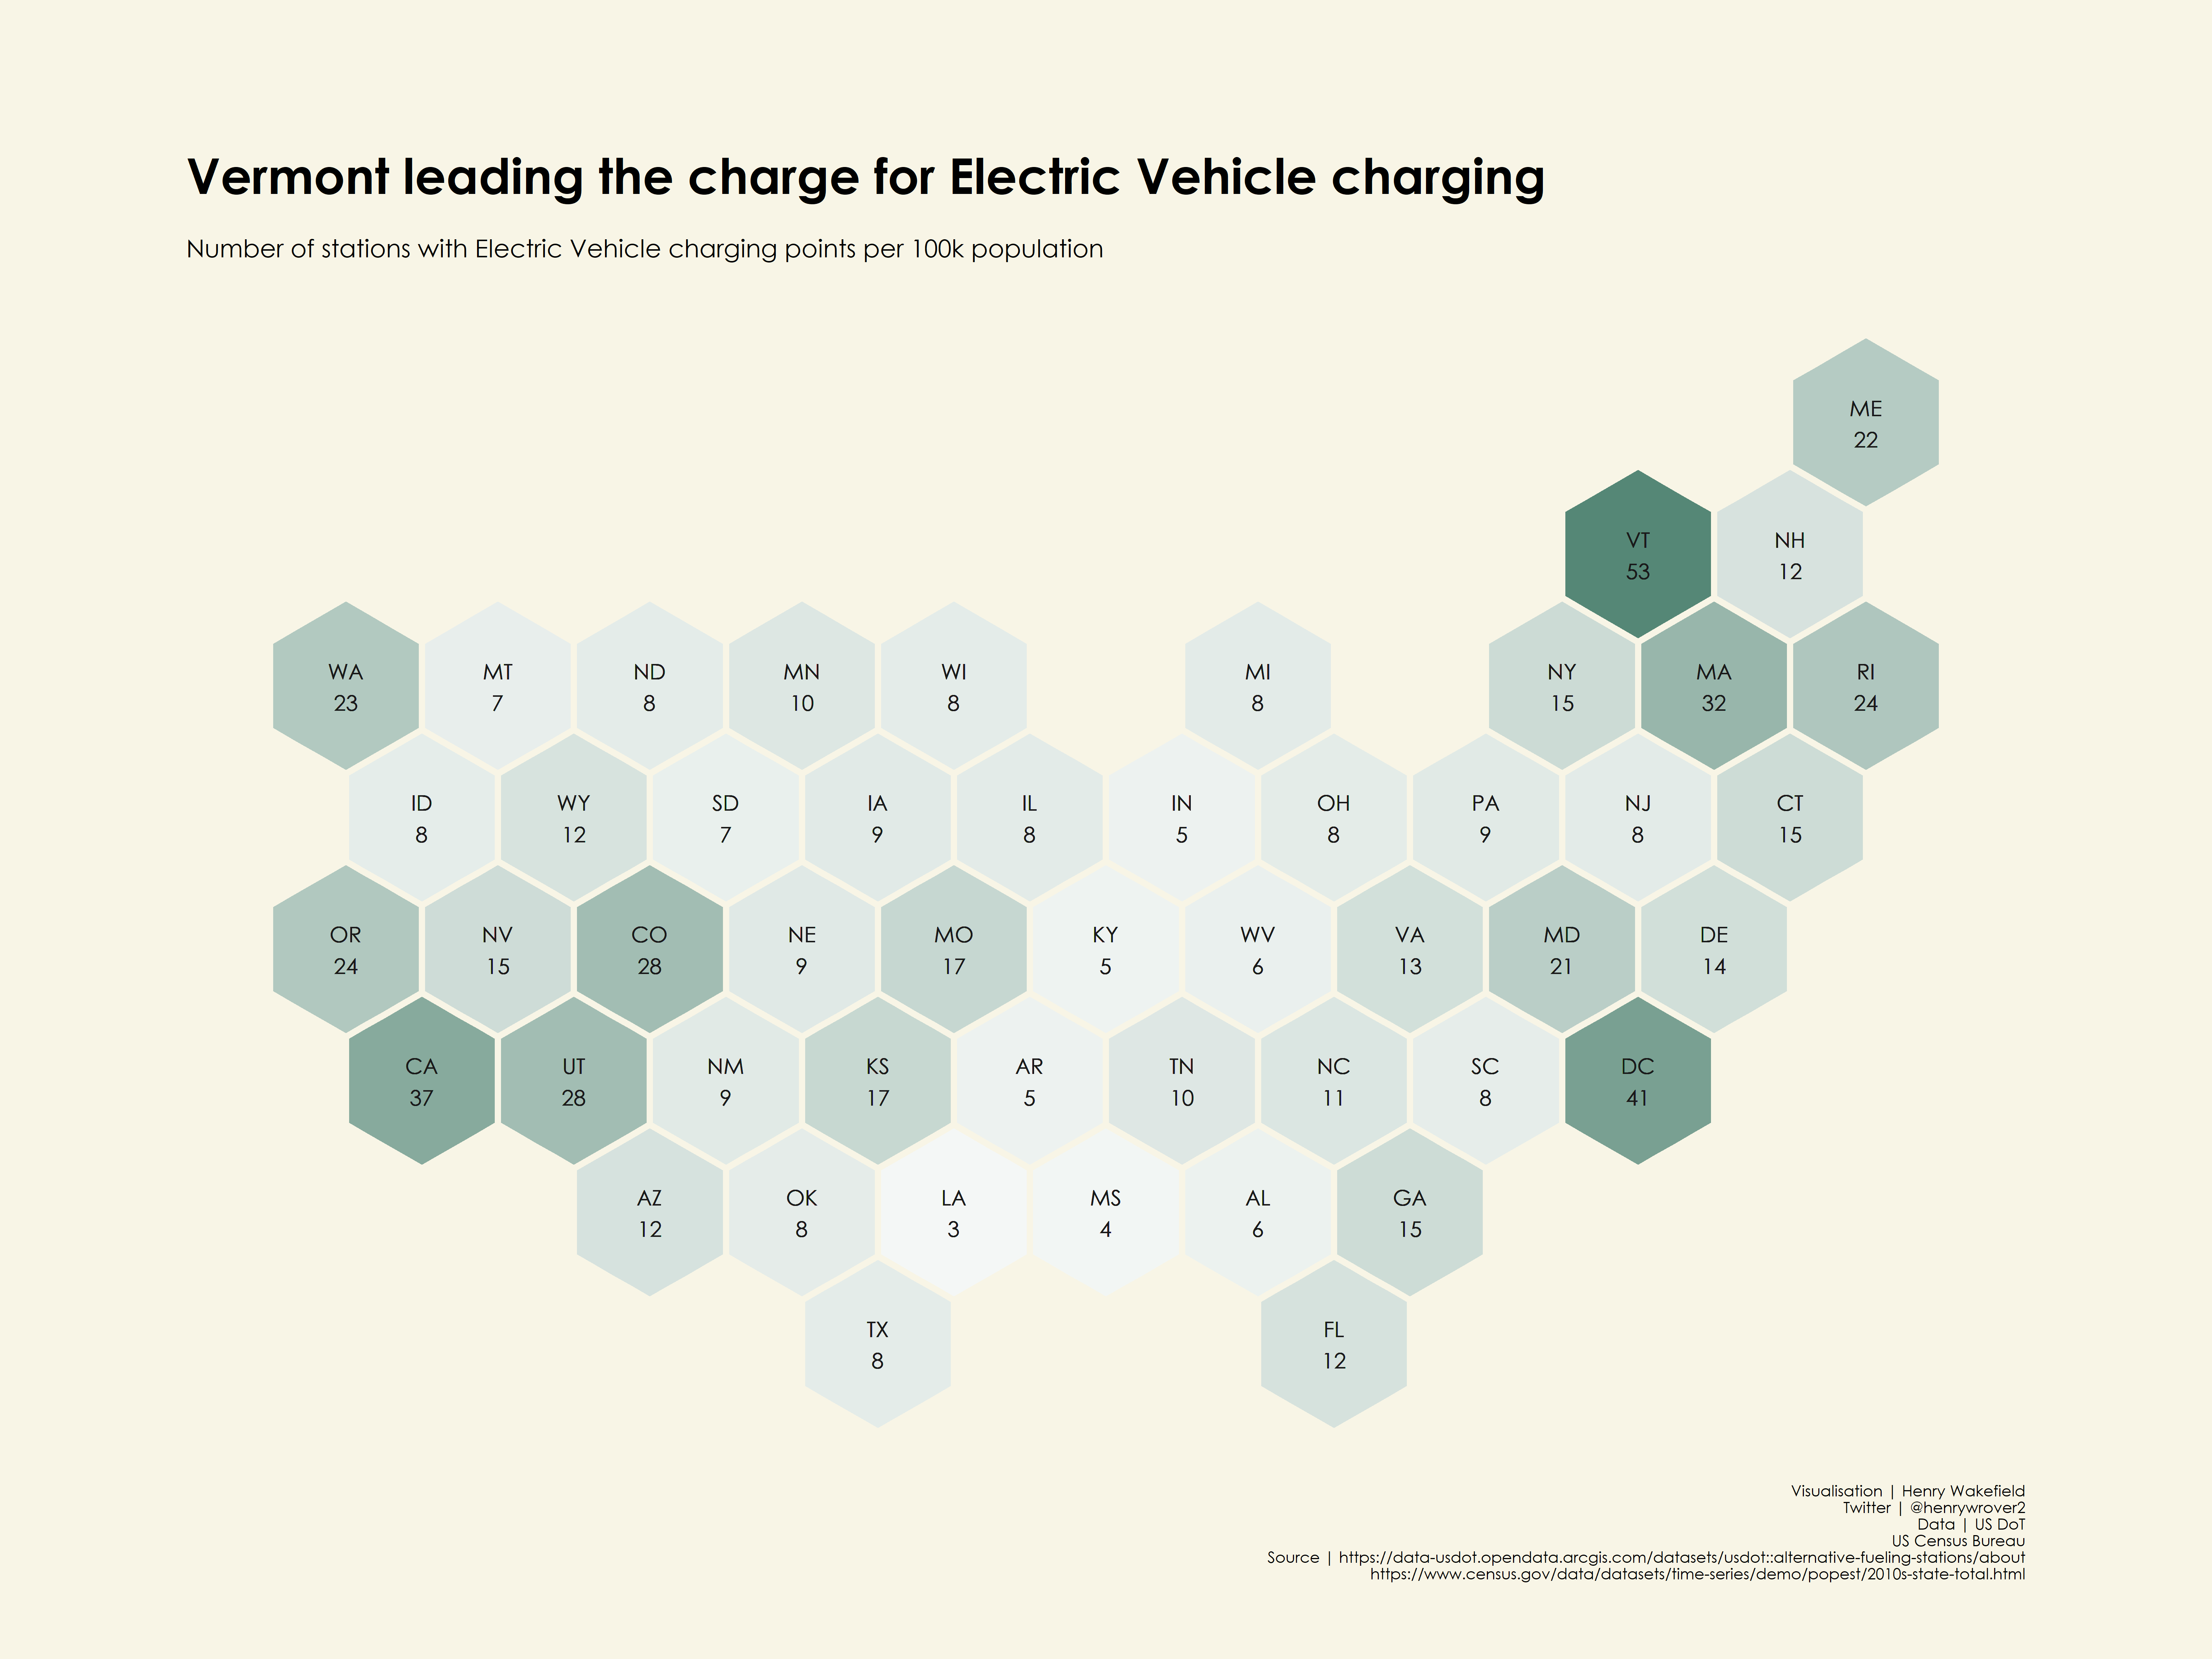 Vermont leading the charge for Electric Vehicle charging
Number of stations with Electric Vehicle charging points per 100k population
ME
22
VT
53
NH
12
WA
23
MT
7
ND
8
MN
10
WI
8
MI
8
NY
15
MA
32
RI
24
ID
8
WY
12
SD
7
IA
9
IL
8
IN
5
OH
8
PA
9
NJ
8
CT
15
OR
24
NV
15
CO
28
NE
9
MO
17
KY
5
WV
6
VA
13
MD
21
DE
14
CA
37
UT
28
NM
9
KS
17
AR
5
TN
10
NC
11
SC
8
DC
41
AZ
12
OK
8
LA
3
MS
4
AL
6
GA
15
TX
8
FL
12
Visualisation | Henry Wakefield
Twitter | @henrywrover2
Data | US DoT
US Census Bureau
Source | https://data-usdot.opendata.arcgis.com/datasets/usdot::alternative-fueling-stations/about
https://www.census.gov/data/datasets/time-series/demo/popest/2010s-state-total.html